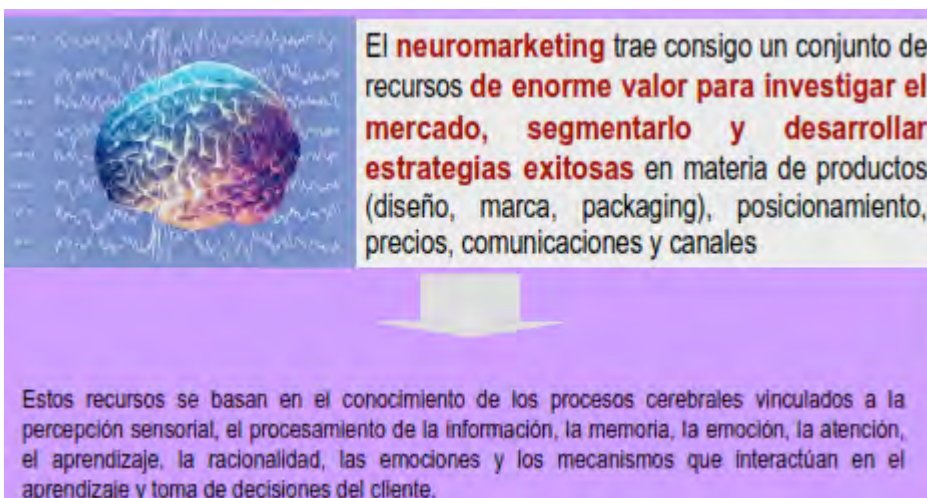 El neuromarketing trae consigo un conjunto de
recursos de enorme valor para investigar el
mercado, segmentarlo y desarrollar
estrategias exitosas en materia de productos
(diseño, marca, packaging), posicionamiento,
precios, comunicaciones y canales
Estos recursos se basan en el conocimiento de los procesos cerebrales vinculados a la
percepción sensorial, el procesamiento de la información, la memoria, la emoción, la atención,
el aprendizaje, la racionalidad, las emociones y los mecanismos que interactúan en el
aprendizaje y toma de decisiones del cliente.